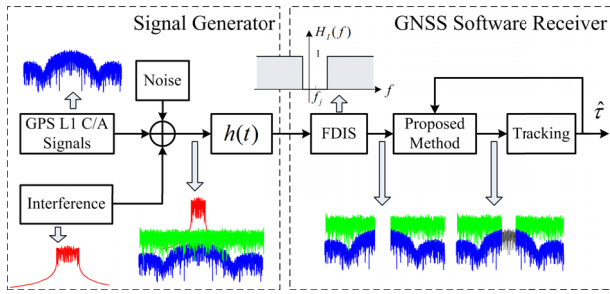 Signal Generator
GNSS Software Receiver
H_I(f)
1
f_j
f
Noise
GPS L1 C/A
Signals
h(t)
FDIS
Proposed
Method
Tracking
τ̂
Interference